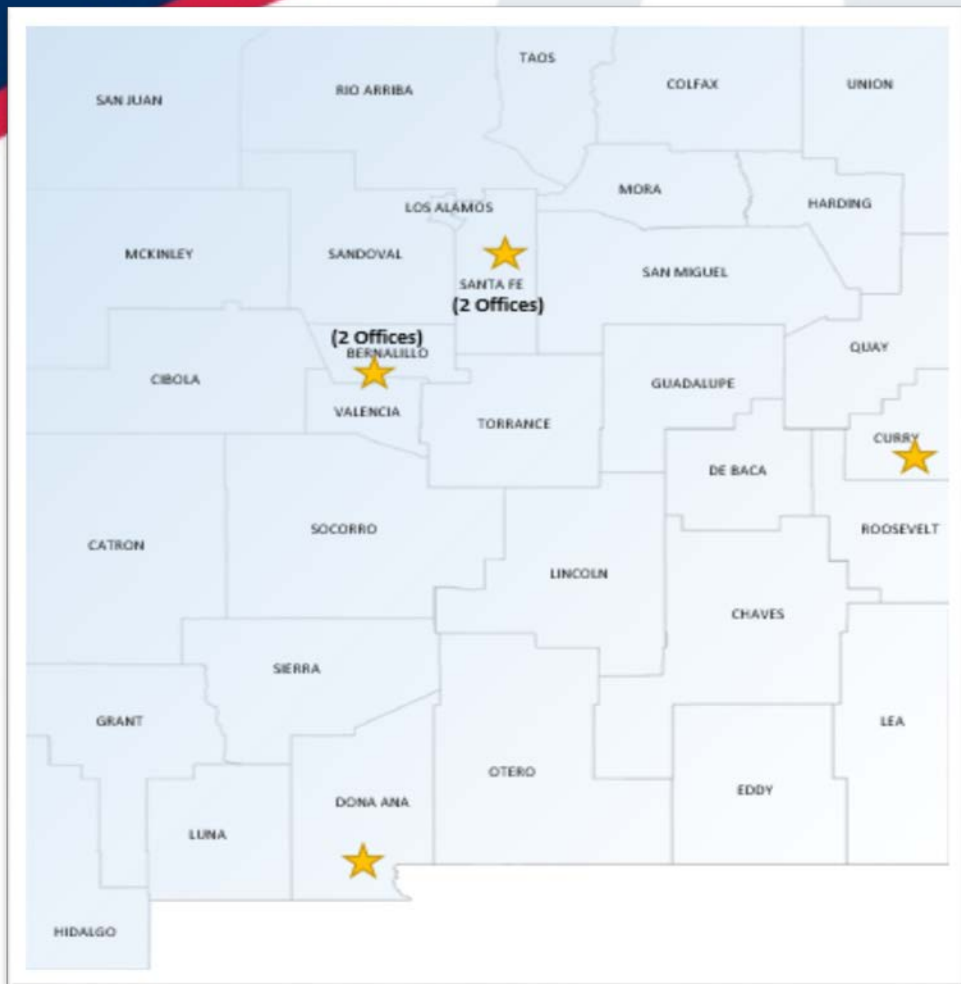 TAOS
COLFAX
UNION
RIO ARRIBA
SAN JUAN
MORA
HARDING
LOS ALAMOS
MCKINLEY
SANDOVAL
SAN MIGUEL
SANTA FE
(2 Offices)
(2 Offices)
BERNALILLO
QUAY
CIBOLA
GUADALUPE
VALENCIA
TORRANCE
CURRY
DE BACA
SOCORRO
ROOSEVELT
CATRON
LINCOLN
CHAVES
SIERRA
GRANT
LEA
OTERO
EDDY
DONA ANA
LUNA
HIDALGO